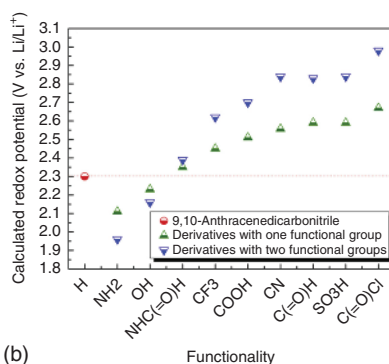 Calculated redox potential (V vs. Li/Li+)
3.1
3.0
2.9
2.8
2.7
2.6
2.5
2.4
2.3
2.2
2.1
2.0
1.9
1.8
9,10-Anthracenedicarbonitrile
Derivatives with one functional group
Derivatives with two functional groups
H
NH2
OH
NHC(=O)H
CF3
COOH
CN
C(=O)H
SO3H
C(=O)Cl
(b)
Functionality